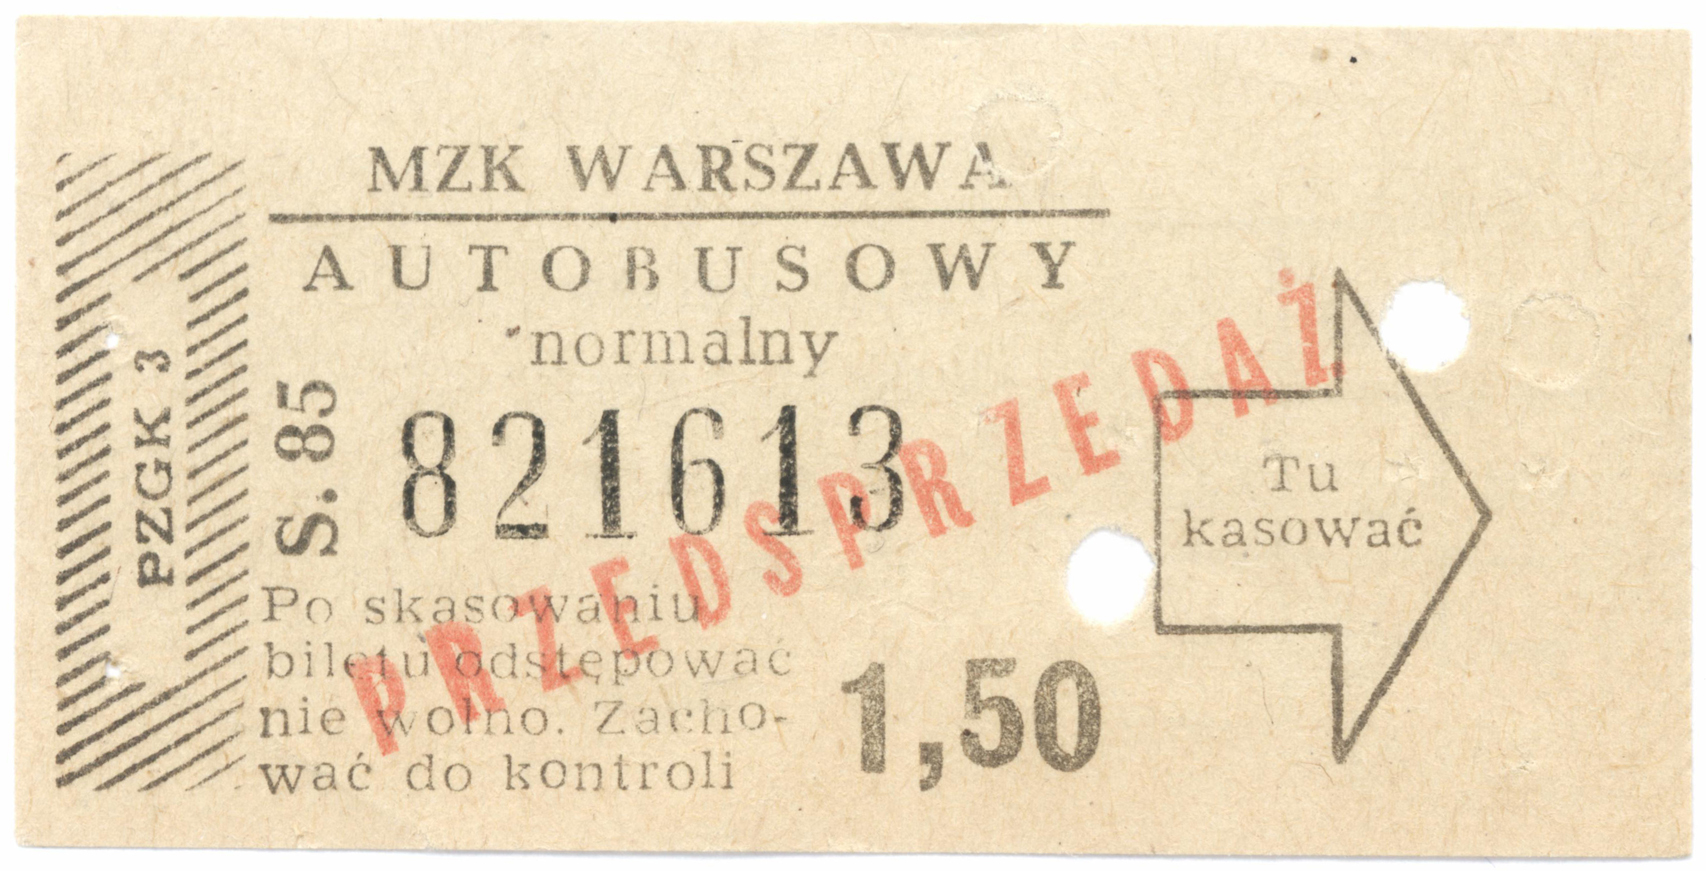 MZK WARSZAWA
AUTOBUSOWY
normalny
PZGK 3
S. 85
821613
PRZEDSPRZEDAŻ
Po skasowaniu
biletu odstępować
nie wolno. Zacho-
wać do kontroli
1,50
Tu
kasować